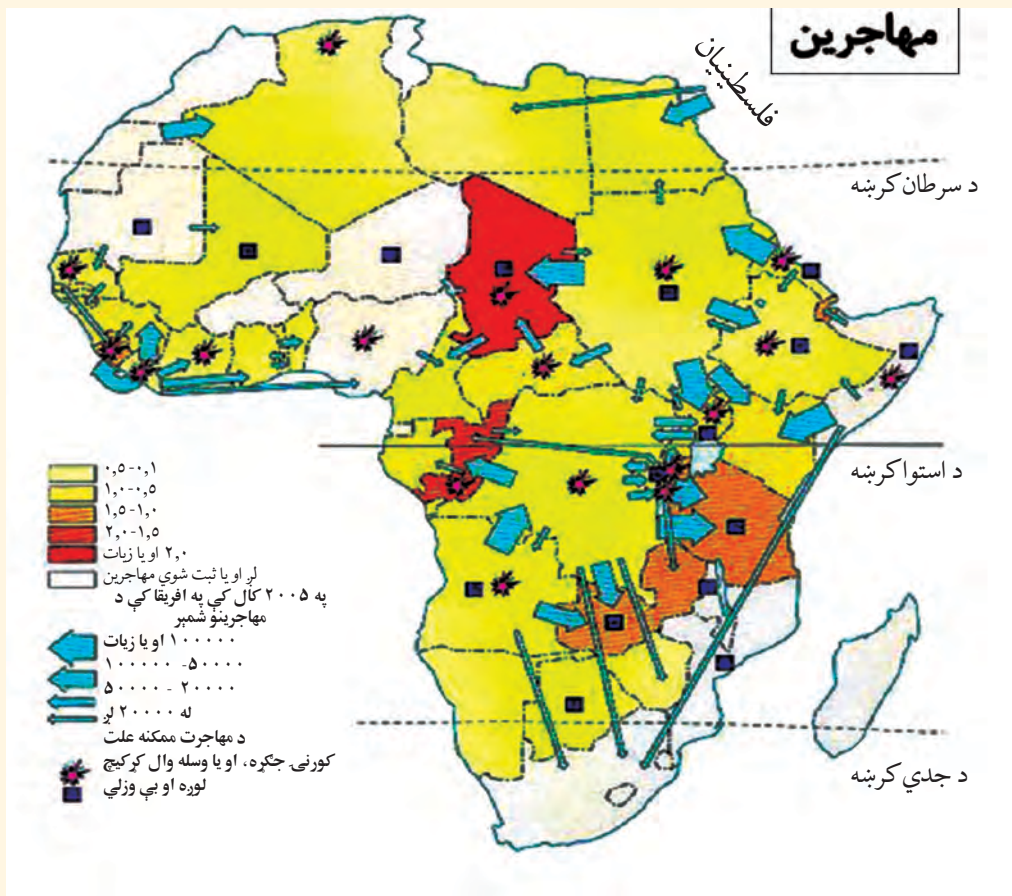 مهاجرین
فلسطینیان
د سرطان کرښه
د استوا کرښه
د جدي کرښه
۰,۵-۰,۱
۱,۰-۰,۵
۱,۵-۱,۰
۲,۰-۱,۵
۲,۰ او یا زیات
لږ او یا ثبت شوي مهاجرین
په ۲۰۰۵ کال کې په افریقا کې د
مهاجرینو شمېر
۱۰۰۰۰۰ او یا زیات
۱۰۰۰۰۰ -۵۰۰۰۰
۵۰۰۰۰ - ۲۰۰۰۰
له ۲۰۰۰۰ لږ
د مهاجرت ممکنه علت
کورنۍ جګړه، او یا وسله وال کړکیچ
لوږه او بې وزلي